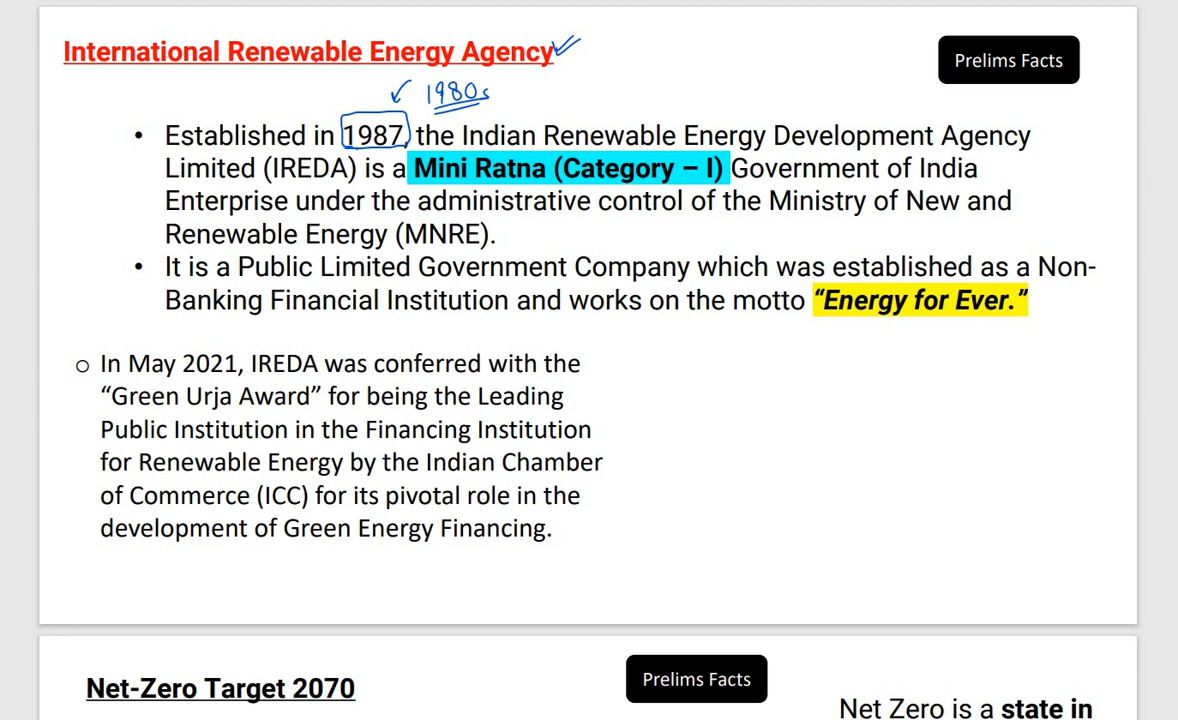 International Renewable Energy Agency
Prelims Facts
1980s
• Established in 1987, the Indian Renewable Energy Development Agency
Limited (IREDA) is a Mini Ratna (Category – I) Government of India
Enterprise under the administrative control of the Ministry of New and
Renewable Energy (MNRE).
• It is a Public Limited Government Company which was established as a Non-
Banking Financial Institution and works on the motto “Energy for Ever.”
o In May 2021, IREDA was conferred with the
“Green Urja Award” for being the Leading
Public Institution in the Financing Institution
for Renewable Energy by the Indian Chamber
of Commerce (ICC) for its pivotal role in the
development of Green Energy Financing.
Net-Zero Target 2070
Prelims Facts
Net Zero is a state in